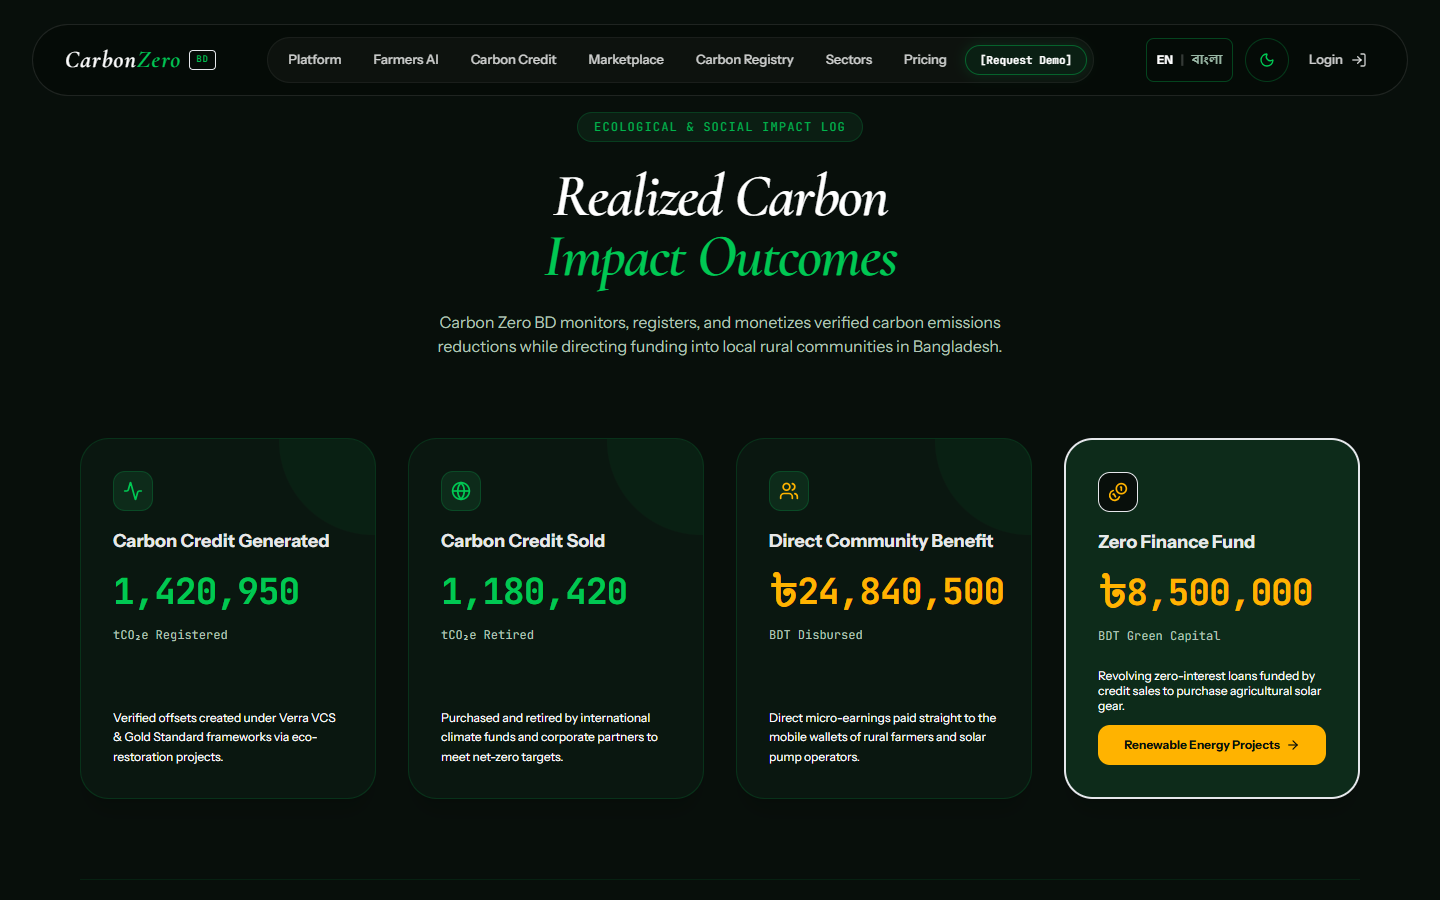 CarbonZero BD
Platform
Farmers AI
Carbon Credit
Marketplace
Carbon Registry
Sectors
Pricing
[Request Demo]
EN | বাংলা
Login
ECOLOGICAL & SOCIAL IMPACT LOG
Realized Carbon
Impact Outcomes
Carbon Zero BD monitors, registers, and monetizes verified carbon emissions
reductions while directing funding into local rural communities in Bangladesh.
Carbon Credit Generated
1,420,950
tCO₂e Registered
Verified offsets created under Verra VCS
& Gold Standard frameworks via eco-
restoration projects.
Carbon Credit Sold
1,180,420
tCO₂e Retired
Purchased and retired by international
climate funds and corporate partners to
meet net-zero targets.
Direct Community Benefit
৳24,840,500
BDT Disbursed
Direct micro-earnings paid straight to the
mobile wallets of rural farmers and solar
pump operators.
Zero Finance Fund
৳8,500,000
BDT Green Capital
Revolving zero-interest loans funded by
credit sales to purchase agricultural solar
gear.
Renewable Energy Projects →